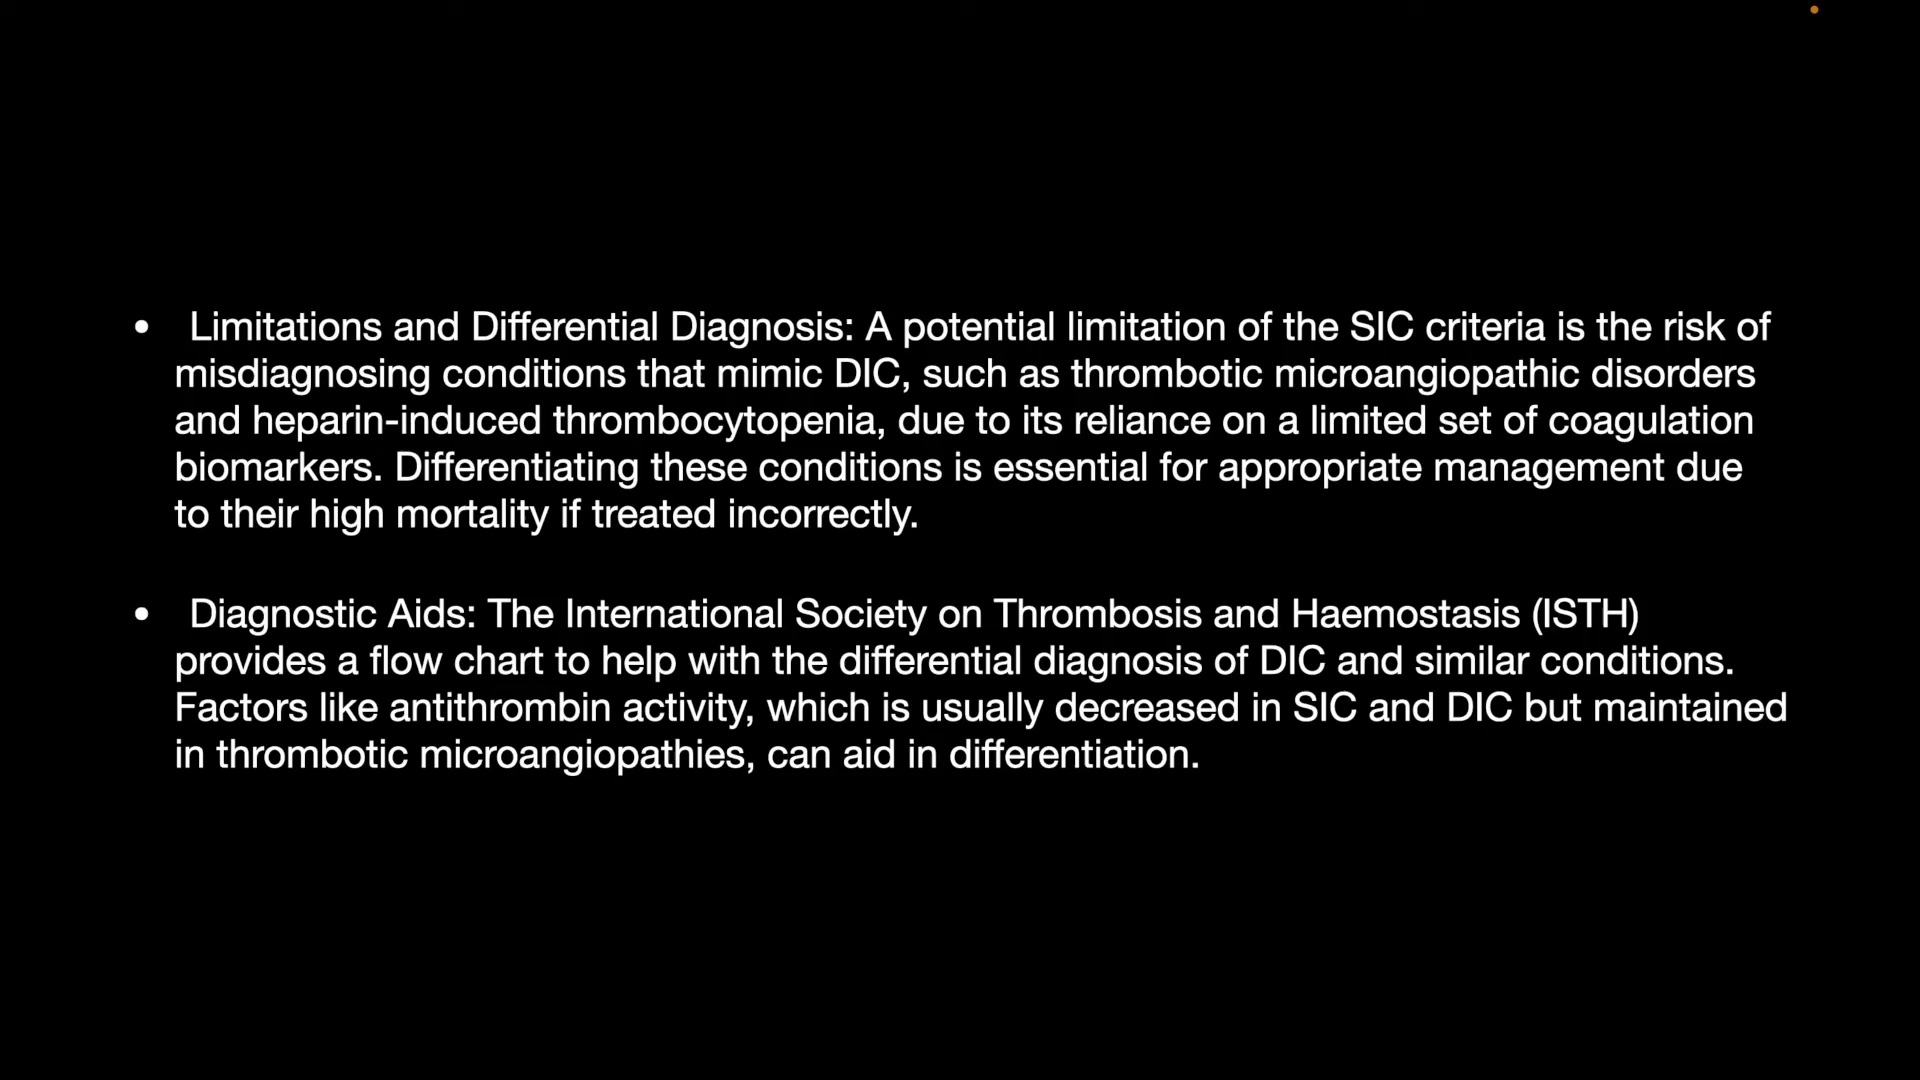 • Limitations and Differential Diagnosis: A potential limitation of the SIC criteria is the risk of
misdiagnosing conditions that mimic DIC, such as thrombotic microangiopathic disorders
and heparin-induced thrombocytopenia, due to its reliance on a limited set of coagulation
biomarkers. Differentiating these conditions is essential for appropriate management due
to their high mortality if treated incorrectly.
• Diagnostic Aids: The International Society on Thrombosis and Haemostasis (ISTH)
provides a flow chart to help with the differential diagnosis of DIC and similar conditions.
Factors like antithrombin activity, which is usually decreased in SIC and DIC but maintained
in thrombotic microangiopathies, can aid in differentiation.